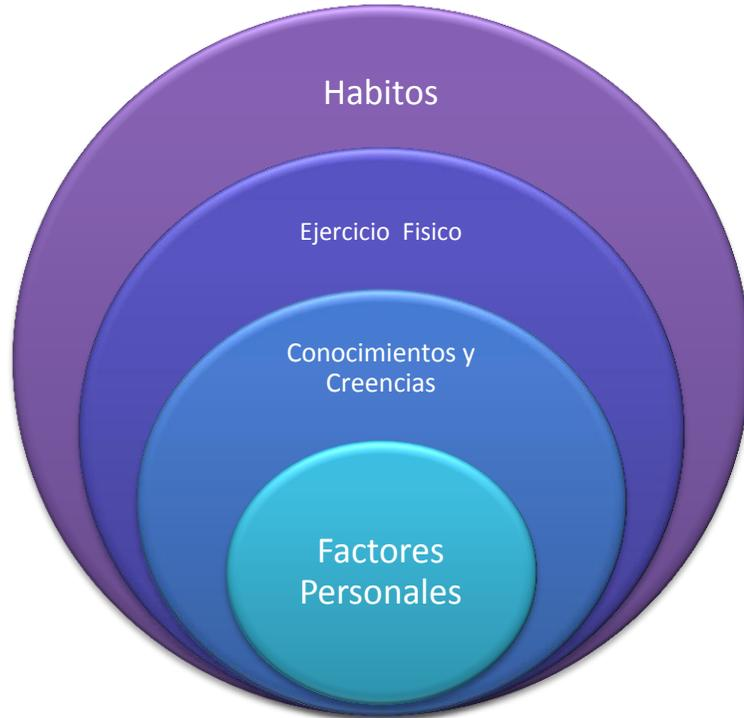 Habitos
Ejercicio  Fisico
Conocimientos y
Creencias
Factores
Personales